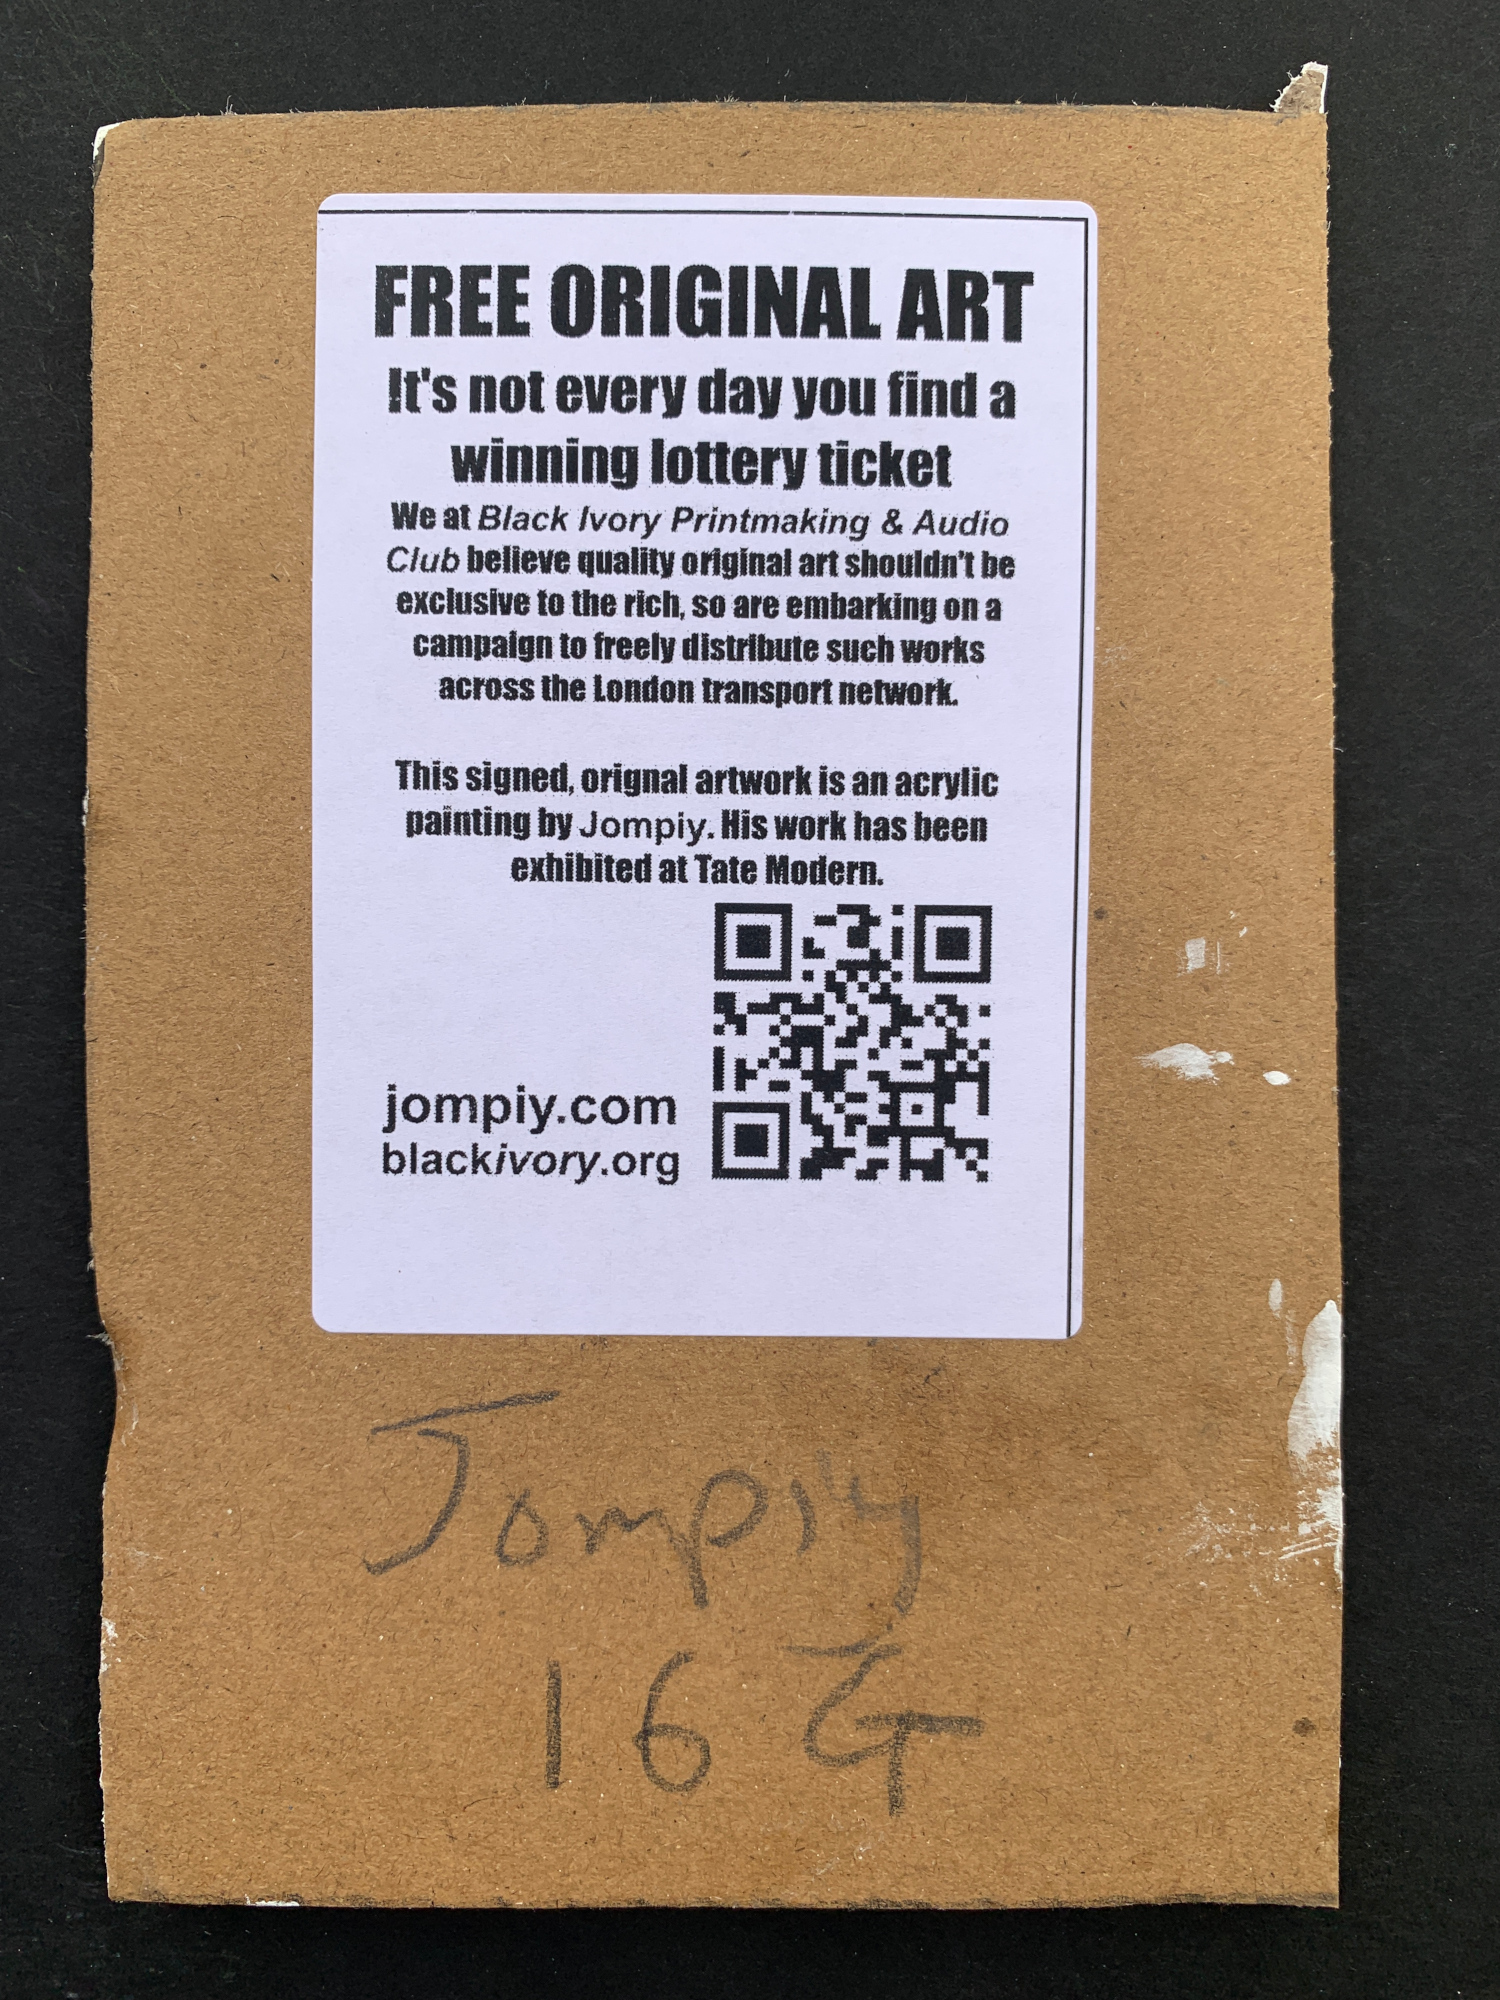 FREE ORIGINAL ART
It's not every day you find a
winning lottery ticket
We at Black Ivory Printmaking & Audio
Club believe quality original art shouldn't be
exclusive to the rich, so are embarking on a
campaign to freely distribute such works
across the London transport network.
This signed, orignal artwork is an acrylic
painting by Jompiy. His work has been
exhibited at Tate Modern.
jompiy.com
blackivory.org
Jompiy
16